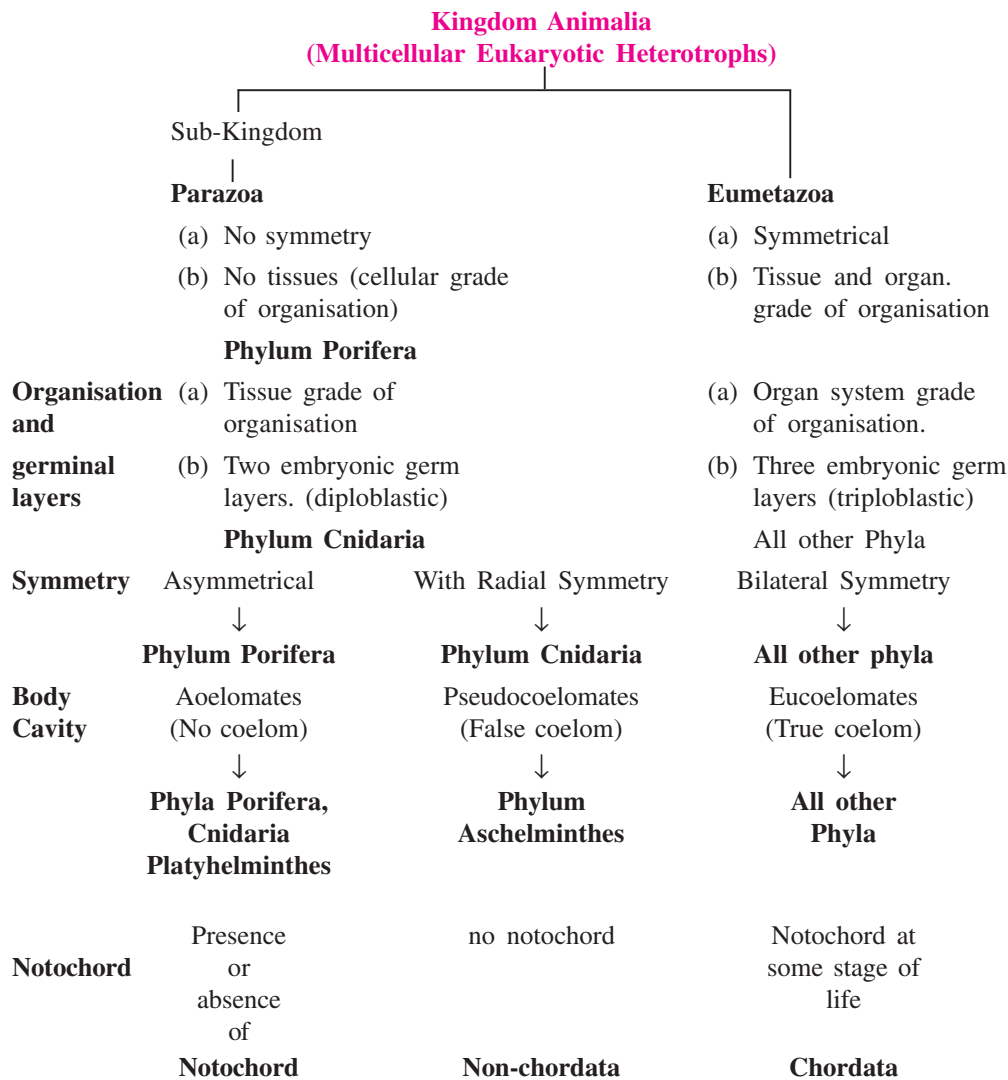 Kingdom Animalia
(Multicellular Eukaryotic Heterotrophs)
Sub-Kingdom
Parazoa Eumetazoa
(a) No symmetry (a) Symmetrical
(b) No tissues (cellular grade (b) Tissue and organ.
of organisation) grade of organisation
Phylum Porifera
Organisation (a) Tissue grade of (a) Organ system grade
and organisation of organisation.
germinal (b) Two embryonic germ (b) Three embryonic germ
layers layers. (diploblastic) layers (triploblastic)
Phylum Cnidaria All other Phyla
Symmetry Asymmetrical With Radial Symmetry Bilateral Symmetry
↓ ↓ ↓
Phylum Porifera Phylum Cnidaria All other phyla
Body Aoelomates Pseudocoelomates Eucoelomates
Cavity (No coelom) (False coelom) (True coelom)
↓ ↓ ↓
Phyla Porifera, Phylum All other
Cnidaria Aschelminthes Phyla
Platyhelminthes
Presence no notochord Notochord at
Notochord or some stage of
absence life
of
Notochord Non-chordata Chordata